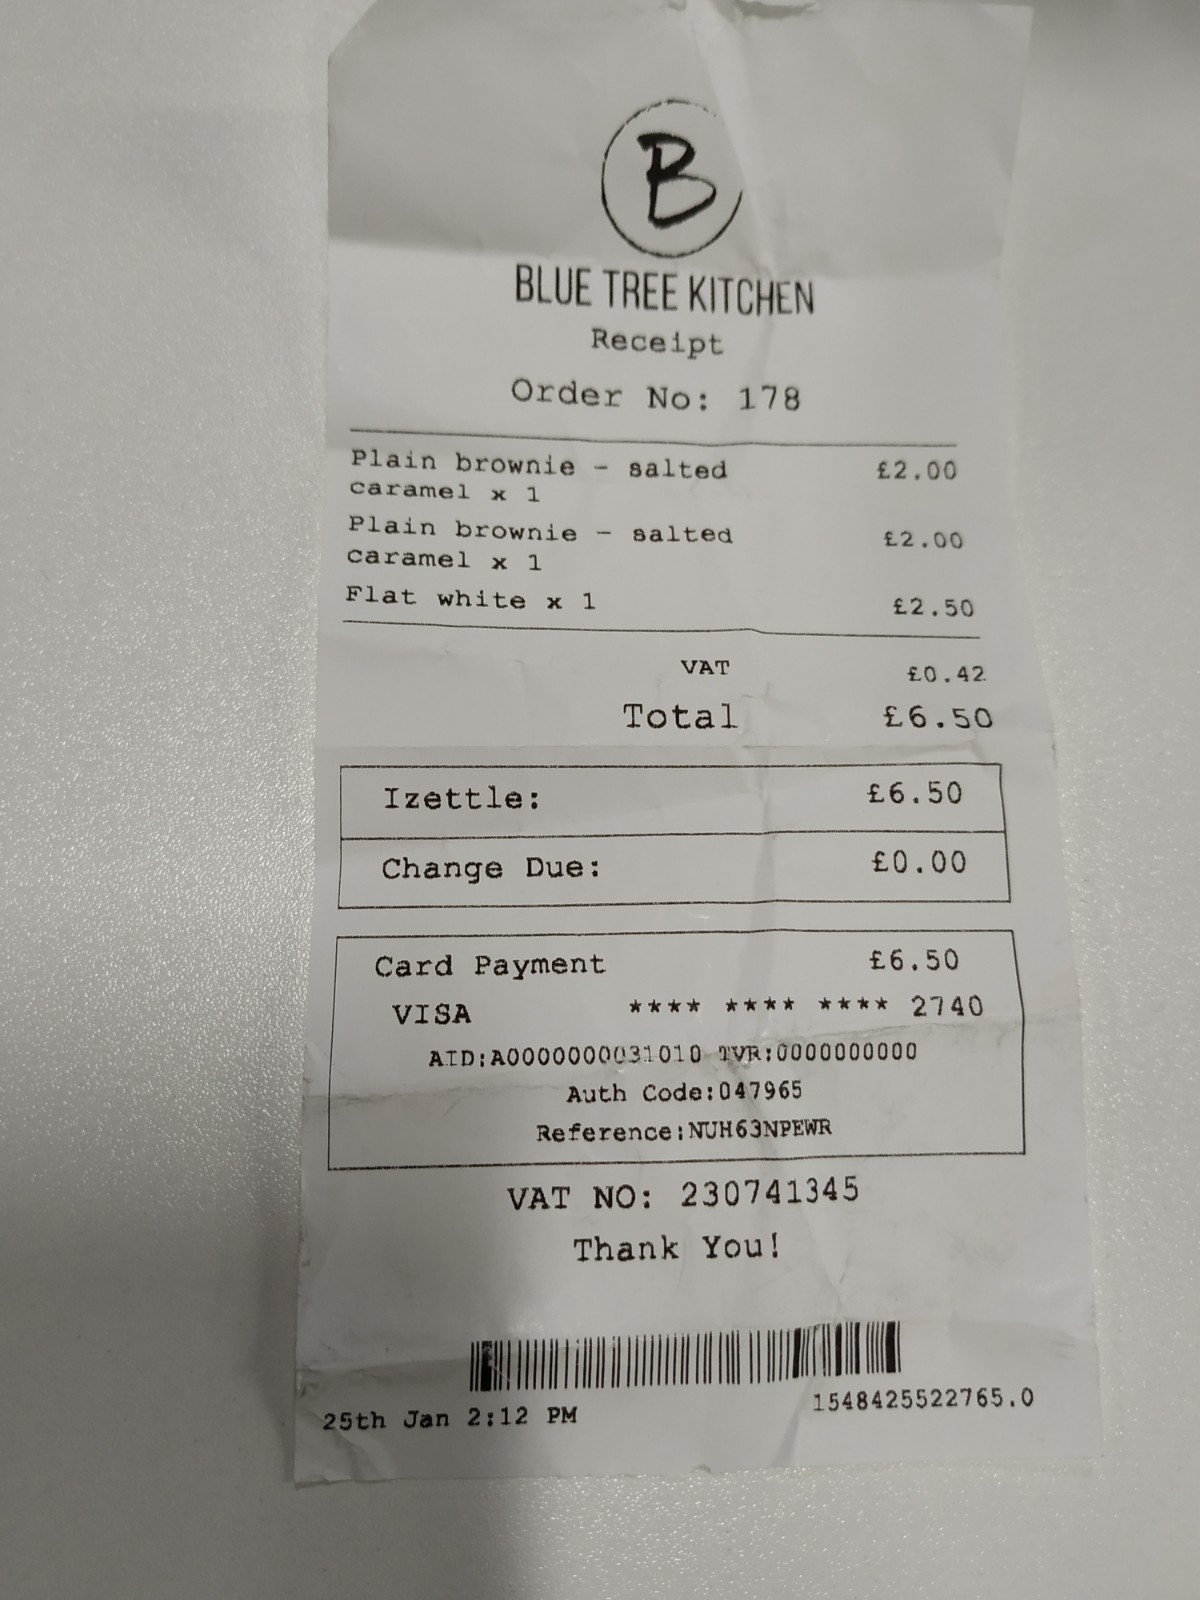 B
BLUE TREE KITCHEN
Receipt
Order No: 178
Plain brownie - salted £2.00
caramel x 1
Plain brownie - salted £2.00
caramel x 1
Flat white x 1 £2.50
VAT £0.42
Total £6.50
Izettle: £6.50
Change Due: £0.00
Card Payment £6.50
VISA **** **** **** 2740
AID:A0000000031010 TVR:0000000000
Auth Code:047965
Reference:NUH63NPEWR
VAT NO: 230741345
Thank You!
25th Jan 2:12 PM 1548425522765.0